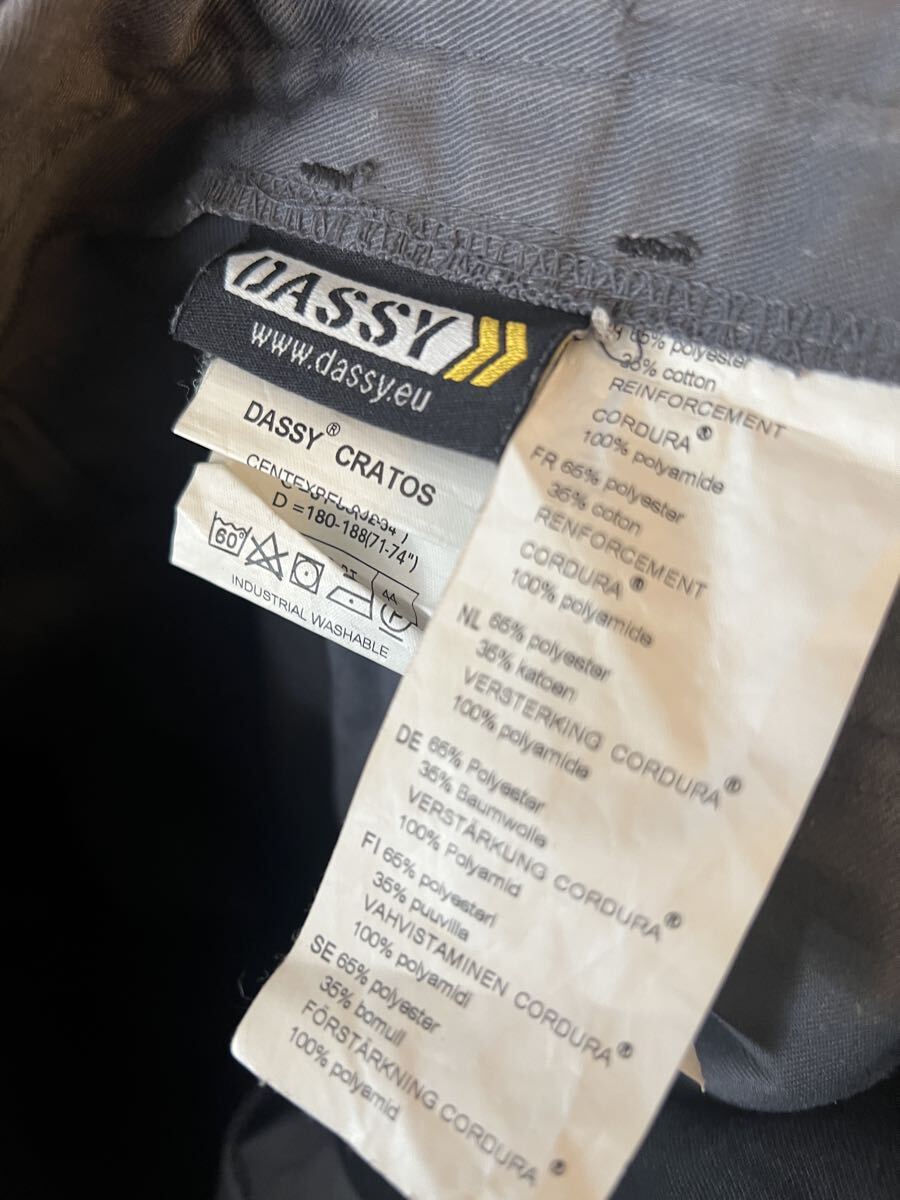 DASSY
www.dassy.eu
DASSY® CRATOS
D =180-188(71-74")
60°
INDUSTRIAL WASHABLE
65% polyester
35% cotton
REINFORCEMENT
CORDURA®
100% polyamide
FR 65% polyester
35% coton
RENFORCEMENT
CORDURA®
100% polyamide
NL 65% polyester
35% katoen
VERSTERKING CORDURA®
100% polyamide
DE 65% Polyester
35% Baumwolle
VERSTÄRKUNG CORDURA®
100% Polyamid
FI 65% polyesteri
35% puuvilla
VAHVISTAMINEN CORDURA®
100% polyamidi
SE 65% polyester
35% bomull
FÖRSTÄRKNING CORDURA®
100% polyamid